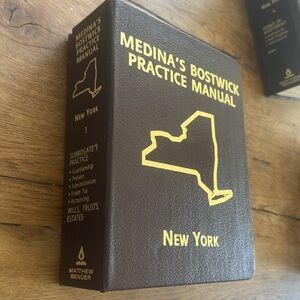 MEDINA'S
BOSTWICK
PRACTICE
MANUAL
NEW YORK
3
SURROGATE'S
PRACTICE
• Guardianship
• Probate
• Administration
• Estate Tax
• Accounting
WILLS, TRUSTS,
ESTATES
MATTHEW
BENDER
MEDINA'S BOSTWICK
PRACTICE MANUAL
NEW YORK